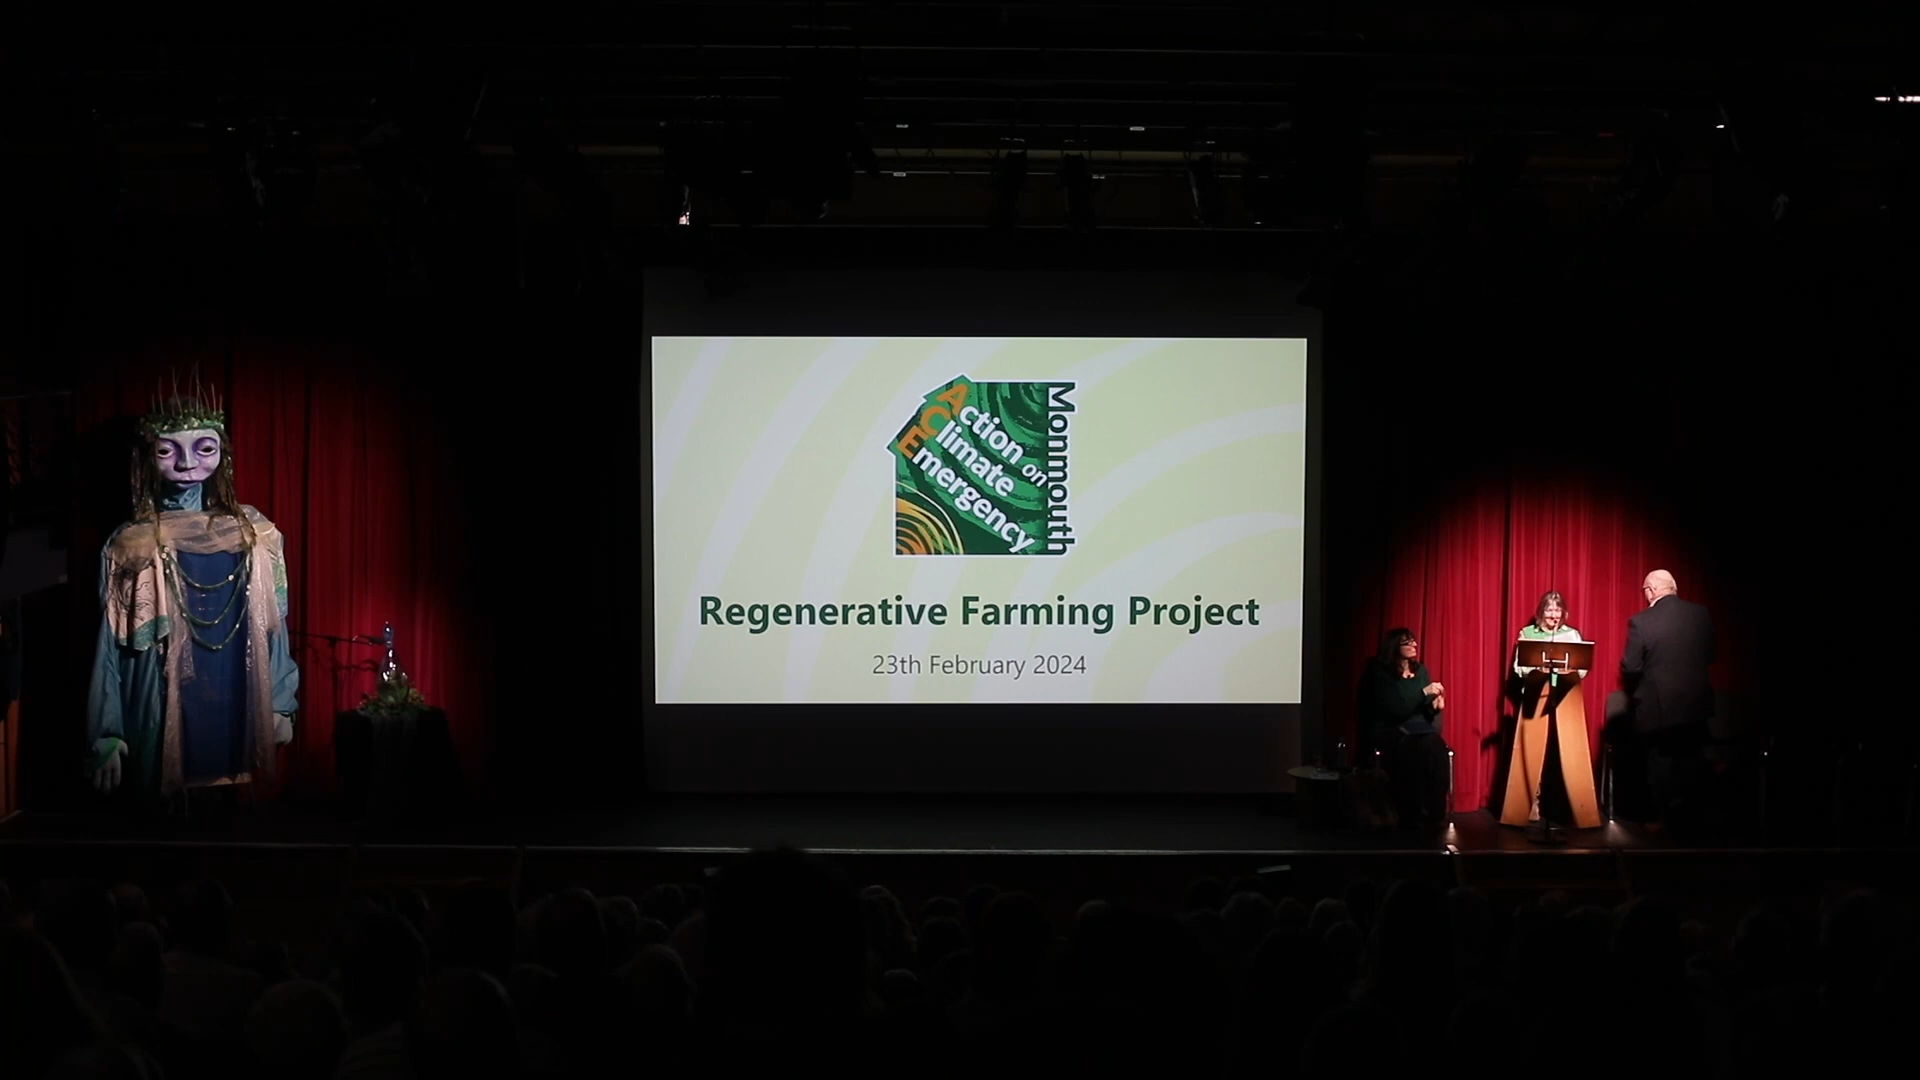 Action on
Climate
Emergency
Monmouth
Regenerative Farming Project
23th February 2024